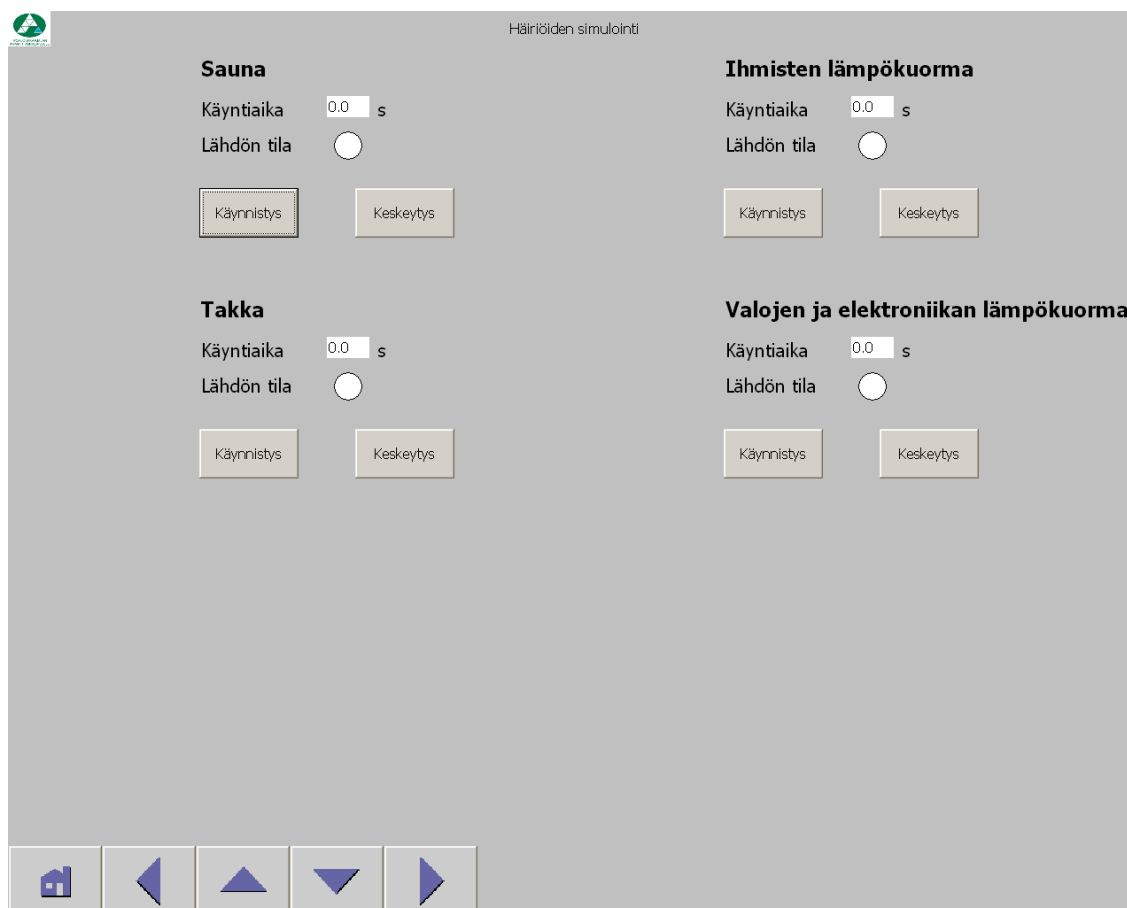 Häiriöiden simulointi
Sauna
Käyntiaika 0.0 s
Lähdön tila
Käynnistys Keskeytys
Ihmisten lämpökuorma
Käyntiaika 0.0 s
Lähdön tila
Käynnistys Keskeytys
Takka
Käyntiaika 0.0 s
Lähdön tila
Käynnistys Keskeytys
Valojen ja elektroniikan lämpökuorma
Käyntiaika 0.0 s
Lähdön tila
Käynnistys Keskeytys